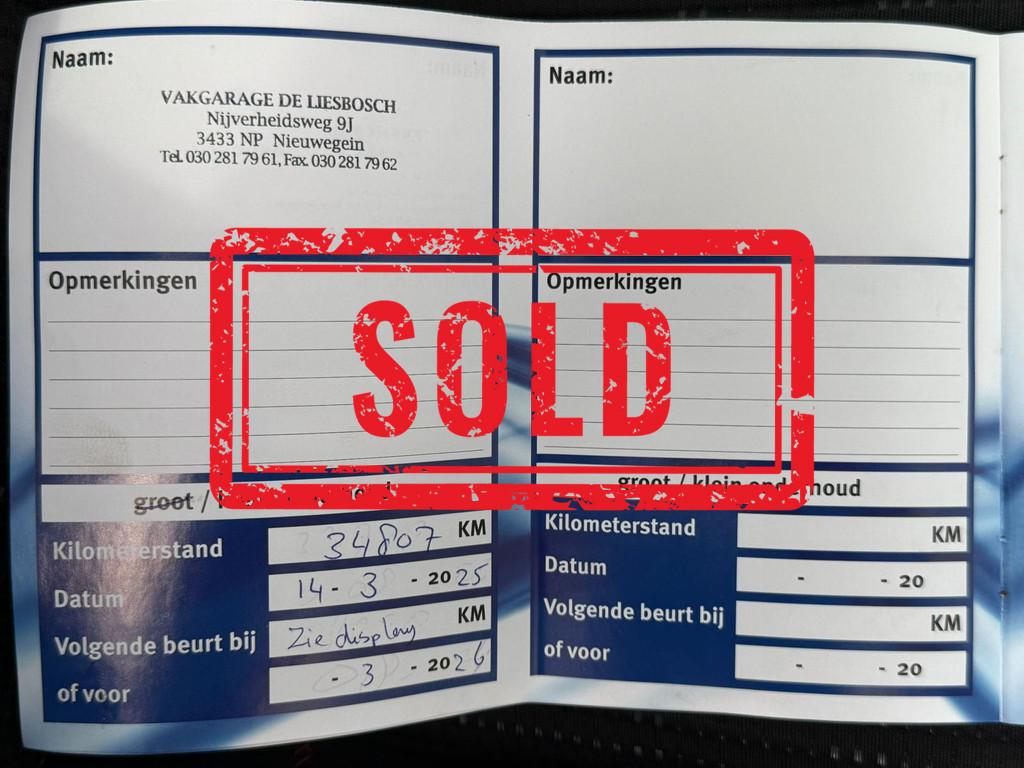 Naam:
VAKGARAGE DE LIESBOSCH
Nijverheidsweg 9J
3433 NP Nieuwegein
Tel. 030 281 79 61, Fax. 030 281 79 62
Opmerkingen
groot /
Kilometerstand 34807 KM
Datum 14 - 3 - 2025
Volgende beurt bij Zie display KM
of voor - 3 - 2026
Naam:
Opmerkingen
groot / klein onderhoud
Kilometerstand KM
Datum - - 20
Volgende beurt bij KM
of voor - - 20
SOLD